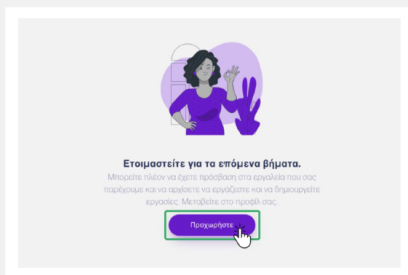 Ετοιμαστείτε για τα επόμενα βήματα.
Μπορείτε πλέον να έχετε πρόσβαση στα εργαλεία που σας
παρέχουμε και να αρχίσετε να εργάζεστε και να δημιουργείτε
εργασίες. Μεταβείτε στο προφίλ σας.
Προχωρήστε